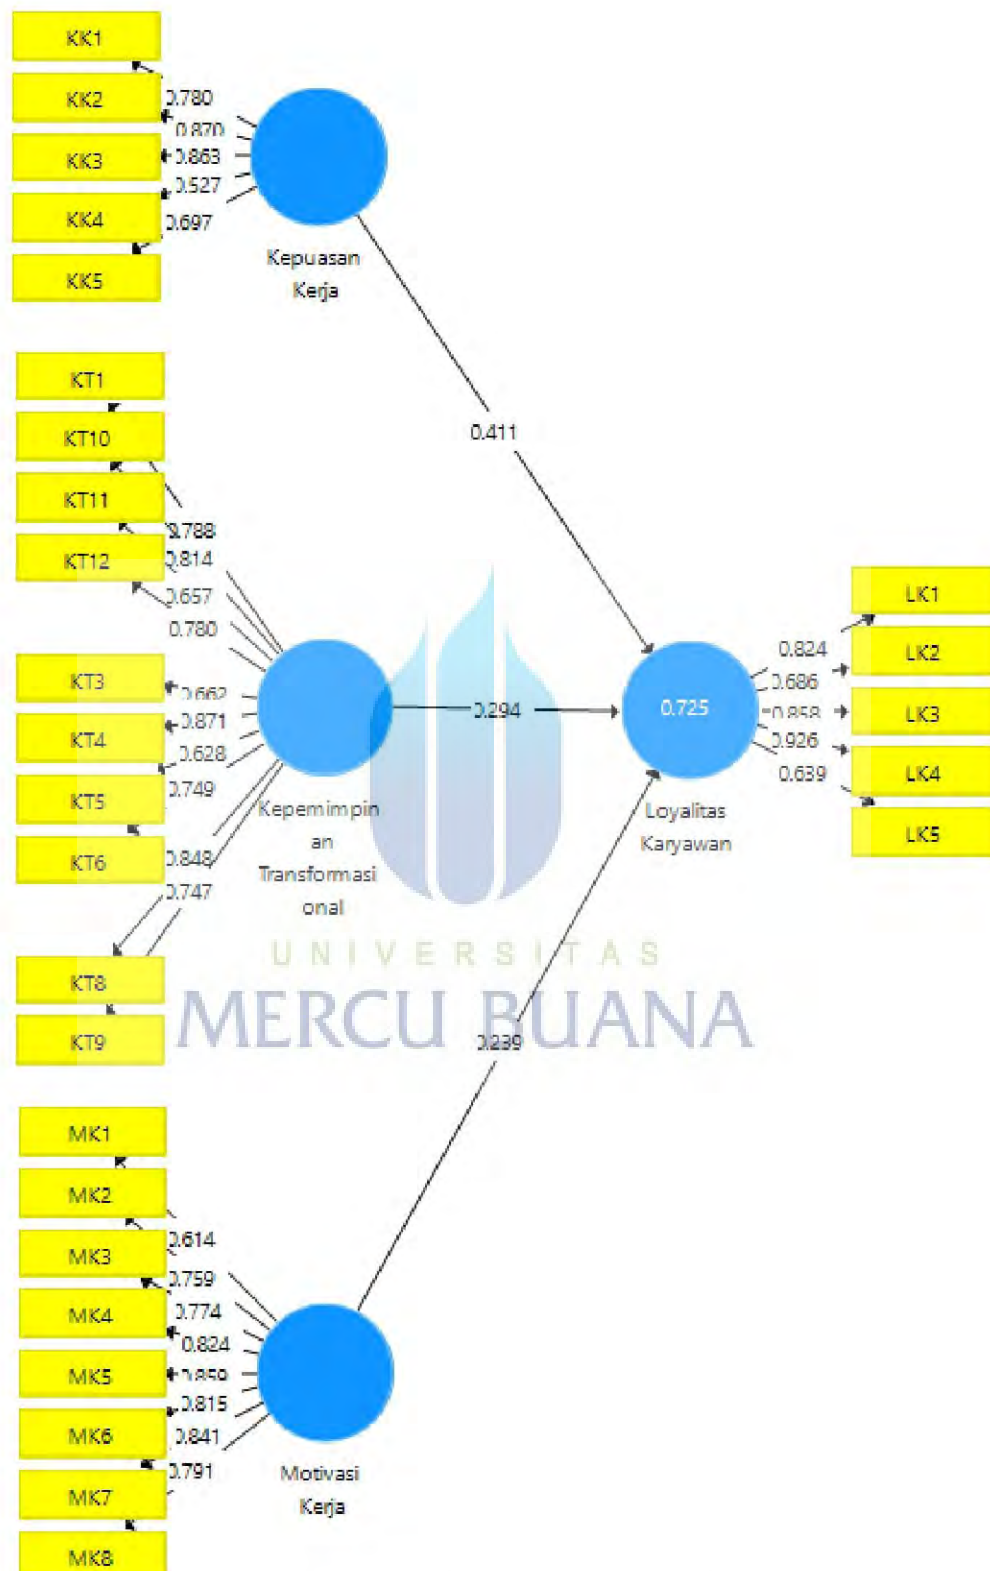 KK1
KK2
KK3
KK4
KK5
0.780
0.870
0.863
0.527
0.697
Kepuasan
Kerja
0.411
KT1
KT10
KT11
KT12
0.788
0.814
0.657
0.780
KT3
KT4
KT5
KT6
0.662
0.871
0.628
0.749
0.848
0.747
KT8
KT9
Kepemimpin
an
Transformasi
onal
0.294
0.725
Loyalitas
Karyawan
LK1
LK2
LK3
LK4
LK5
0.824
0.686
0.858
0.926
0.639
UNIVERSITAS
MERCU BUANA
0.239
MK1
MK2
MK3
MK4
MK5
MK6
MK7
MK8
0.614
0.759
0.774
0.824
0.859
0.815
0.841
0.791
Motivasi
Kerja